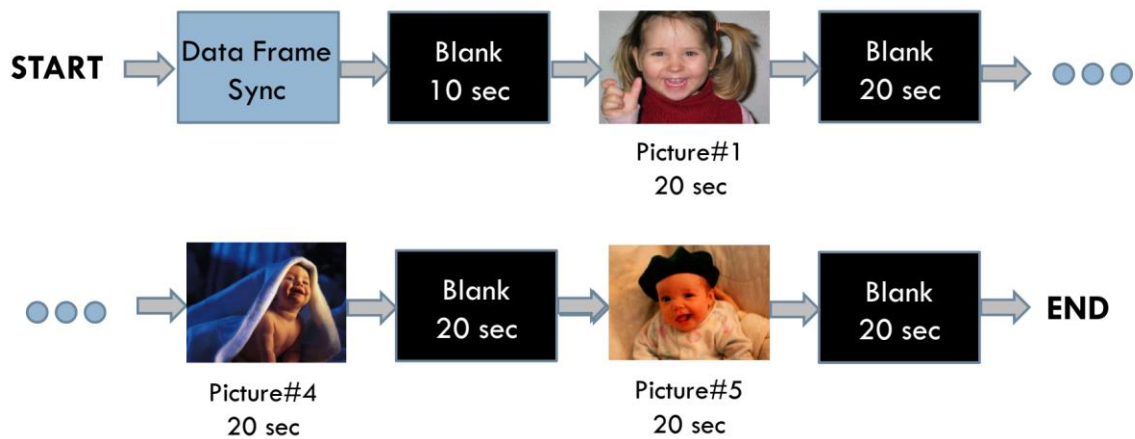 START
Data Frame
Sync
Blank
10 sec
Picture#1
20 sec
Blank
20 sec
Picture#4
20 sec
Blank
20 sec
Picture#5
20 sec
Blank
20 sec
END